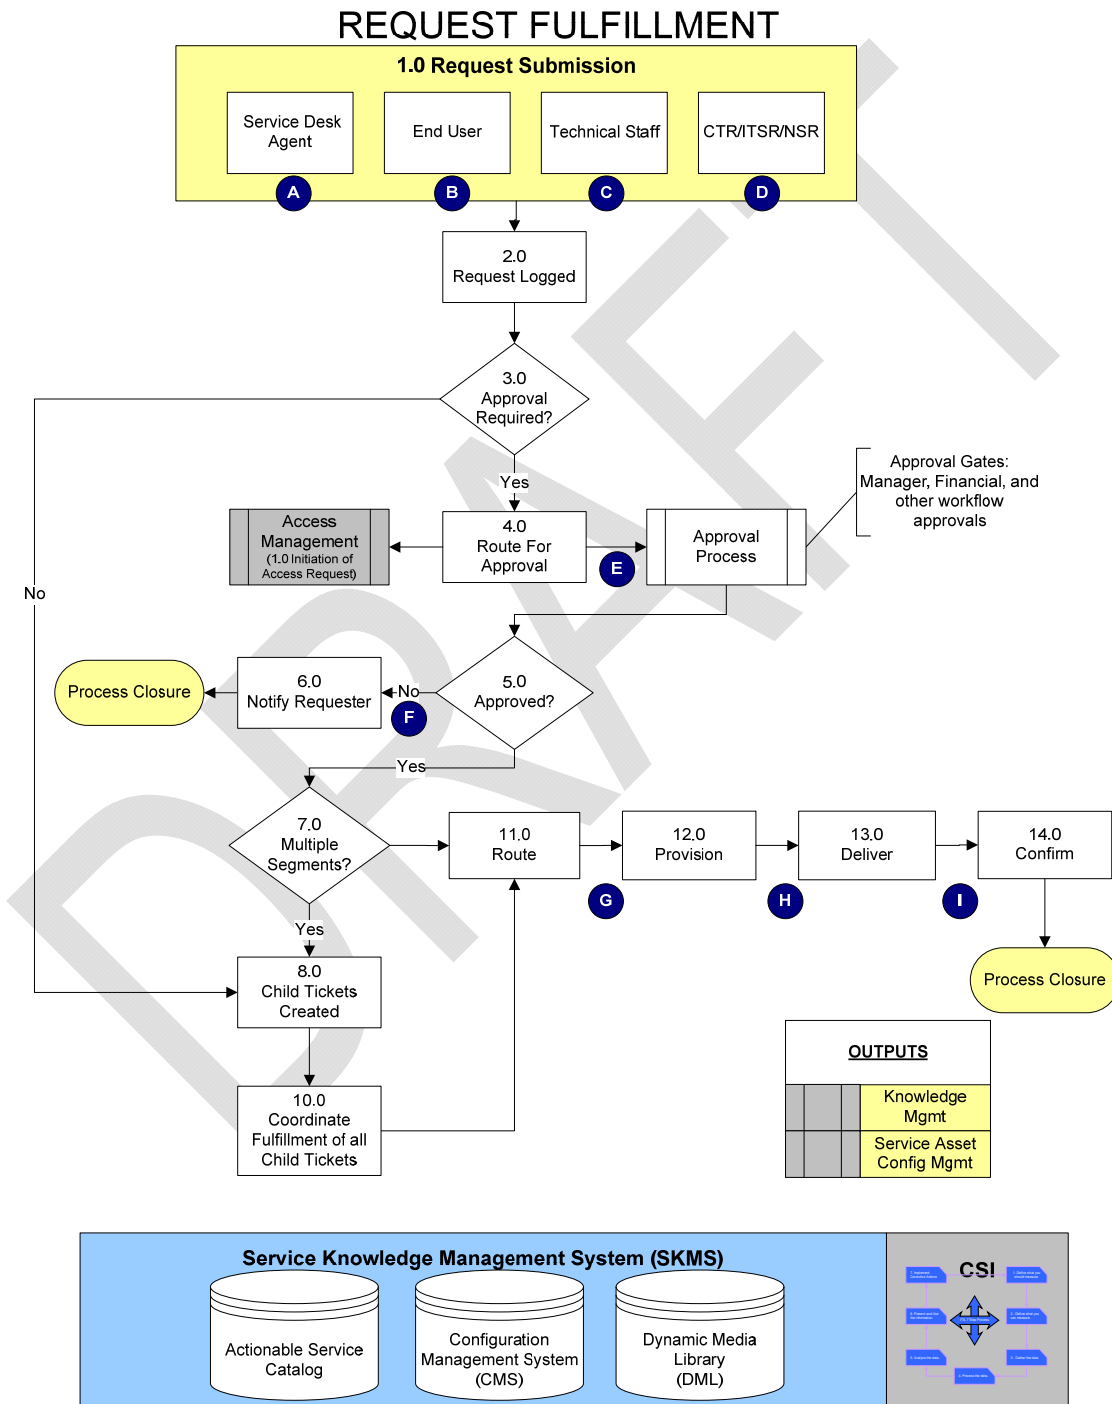 REQUEST FULFILLMENT
1.0 Request Submission
Service Desk
Agent
End User
Technical Staff
CTR/ITSR/NSR
A
B
C
D
2.0
Request Logged
3.0
Approval
Required?
Yes
Approval Gates:
Manager, Financial, and
other workflow
approvals
Access
Management
(1.0 Initiation of
Access Request)
4.0
Route For
Approval
E
Approval
Process
No
Process Closure
6.0
Notify Requester
No
F
5.0
Approved?
Yes
7.0
Multiple
Segments?
11.0
Route
12.0
Provision
13.0
Deliver
14.0
Confirm
G
H
I
Yes
8.0
Child Tickets
Created
Process Closure
10.0
Coordinate
Fulfillment of all
Child Tickets
OUTPUTS
Knowledge
Mgmt
Service Asset
Config Mgmt
Service Knowledge Management System (SKMS)
Actionable Service
Catalog
Configuration
Management System
(CMS)
Dynamic Media
Library
(DML)
CSI
DRAFT